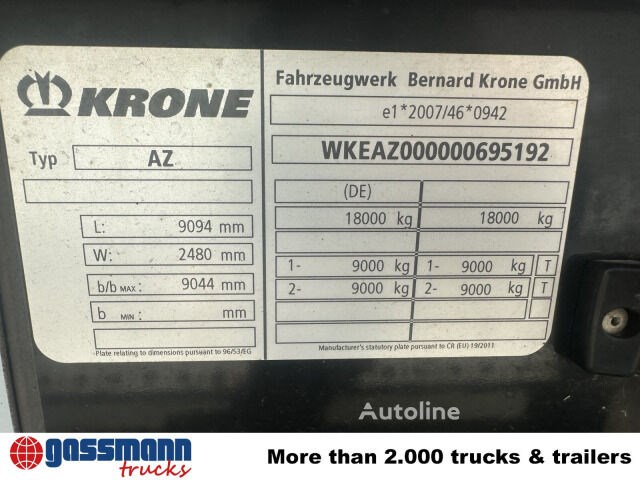 KRONE
Typ AZ
L: 9094 mm
W: 2480 mm
b/b MAX: 9044 mm
b MIN: mm
Plate relating to dimensions pursuant to 96/53/EG
Fahrzeugwerk Bernard Krone GmbH
e1*2007/46*0942
WKEAZ000000695192
(DE)
18000 kg 18000 kg
1- 9000 kg 1- 9000 kg T
2- 9000 kg 2- 9000 kg T
Manufacturer's statutory plate pursuant to CR (EU) 19/2011
Autoline
gassmann
trucks
More than 2.000 trucks & trailers